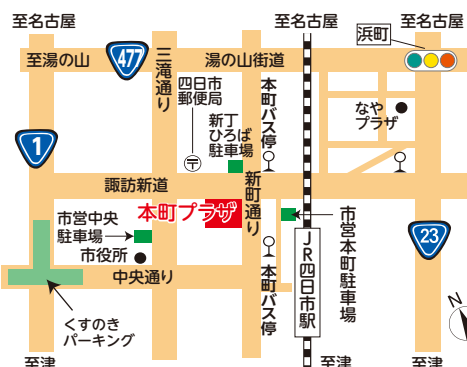 至名古屋
至名古屋
至名古屋
浜町
至湯の山
477
三滝通り
湯の山街道
四日市
郵便局
本町バス停
なや
プラザ
新丁
ひろば
駐車場
1
諏訪新道
新町通り
本町プラザ
市営中央
駐車場
市役所
市営本町駐車場
23
中央通り
本町バス停
JR四日市駅
N
くすのき
パーキング
至津
至津
至津